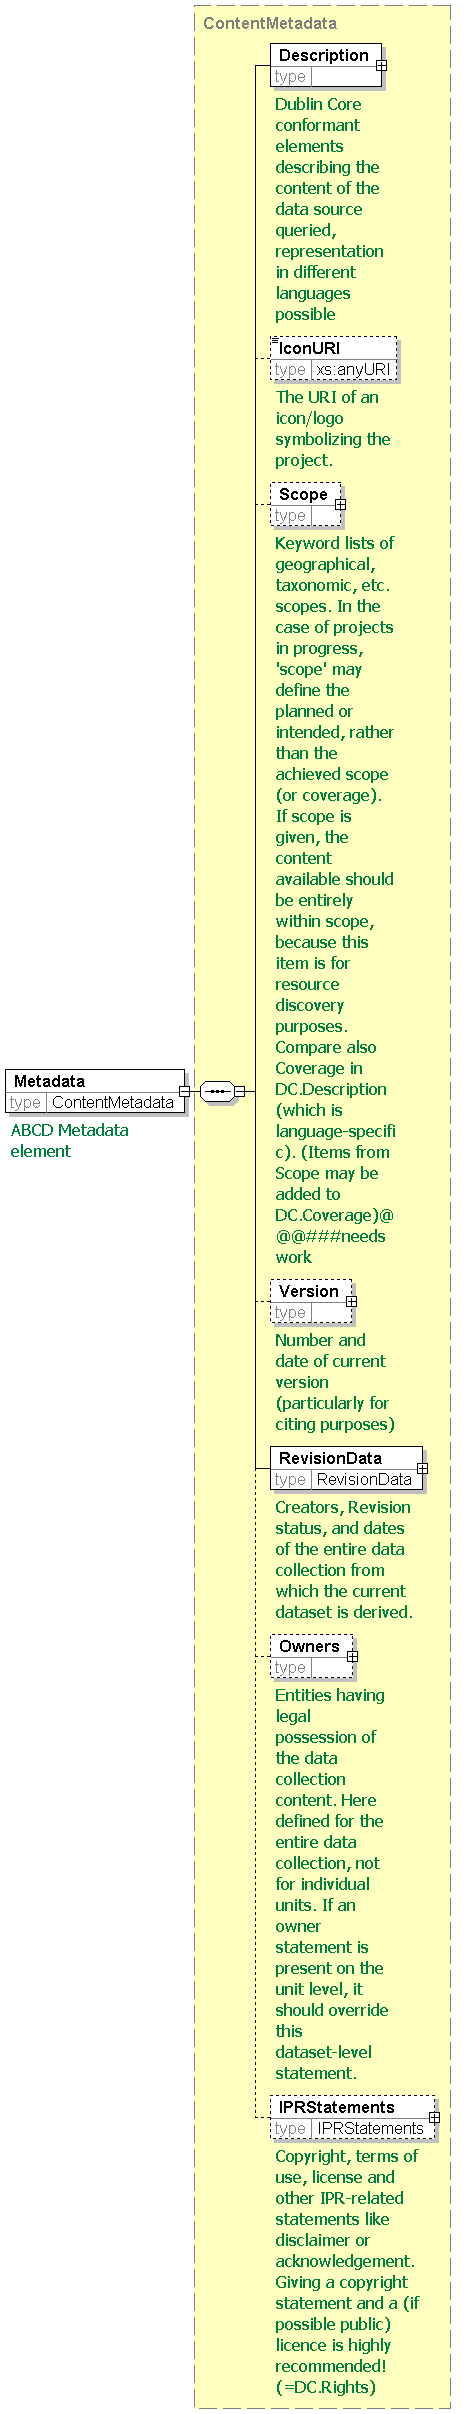 ContentMetadata
Description
type
Dublin Core
conformant
elements
describing the
content of the
data source
queried,
representation
in different
languages
possible
IconURI
type xs:anyURI
The URI of an
icon/logo
symbolizing the
project.
Scope
type
Keyword lists of
geographical,
taxonomic, etc.
scopes. In the
case of projects
in progress,
'scope' may
define the
planned or
intended, rather
than the
achieved scope
(or coverage).
If scope is
given, the
content
available should
be entirely
within scope,
because this
item is for
resource
discovery
purposes.
Compare also
Coverage in
DC.Description
(which is
language-specifi
c). (Items from
Scope may be
added to
DC.Coverage)@
@@###needs
work
Metadata
type ContentMetadata
ABCD Metadata
element
Version
type
Number and
date of current
version
(particularly for
citing purposes)
RevisionData
type RevisionData
Creators, Revision
status, and dates
of the entire data
collection from
which the current
dataset is derived.
Owners
type
Entities having
legal
possession of
the data
collection
content. Here
defined for the
entire data
collection, not
for individual
units. If an
owner
statement is
present on the
unit level, it
should override
this
dataset-level
statement.
IPRStatements
type IPRStatements
Copyright, terms of
use, license and
other IPR-related
statements like
disclaimer or
acknowledgement.
Giving a copyright
statement and a (if
possible public)
licence is highly
recommended!
(=DC.Rights)